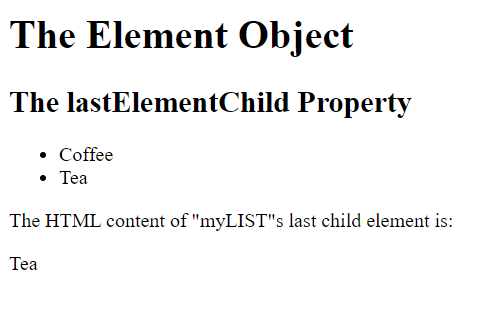 The Element Object
The lastElementChild Property
Coffee
Tea
The HTML content of "myLIST"s last child element is:
Tea